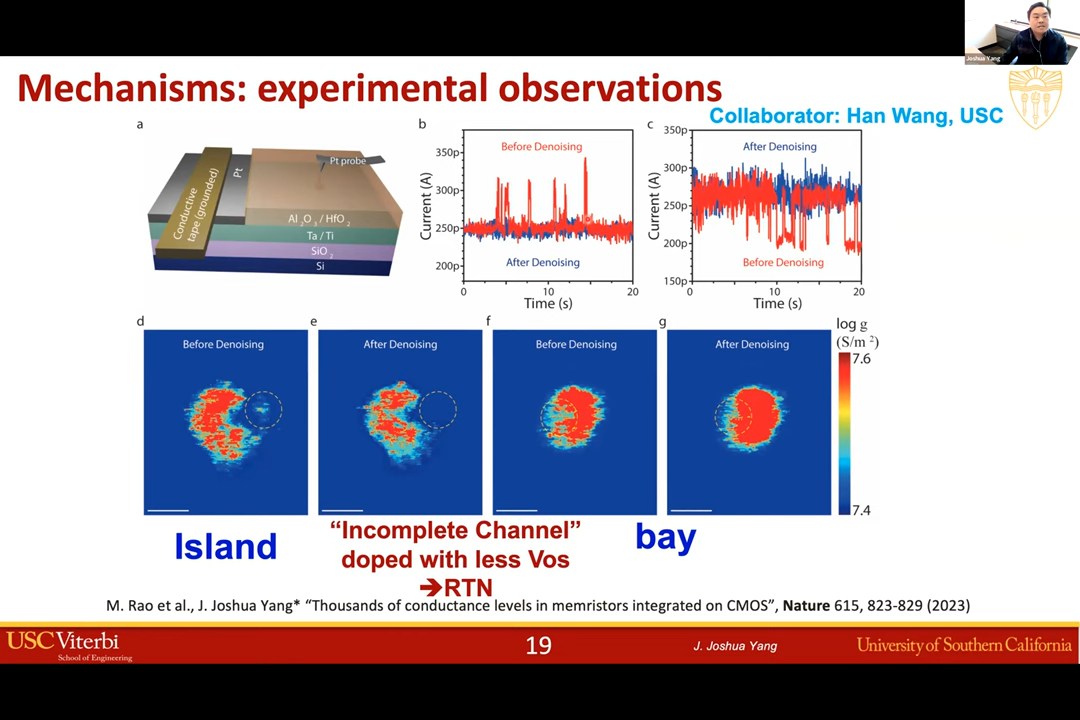 Joshua Yang
Mechanisms: experimental observations
Collaborator: Han Wang, USC
a
Pt probe
Pt
Conductive
tape (grounded)
Al2O3/HfO2
Ta / Ti
SiO2
Si
b
350p
300p
250p
200p
Current (A)
Before Denoising
After Denoising
0
10
20
Time (s)
c
350p
300p
250p
200p
150p
Current (A)
After Denoising
Before Denoising
0
10
20
Time (s)
d
Before Denoising
e
After Denoising
f
Before Denoising
g
After Denoising
log g
(S/m2)
7.6
7.4
Island
“Incomplete Channel”
doped with less Vos
➔RTN
bay
M. Rao et al., J. Joshua Yang* “Thousands of conductance levels in memristors integrated on CMOS”, Nature 615, 823-829 (2023)
USC Viterbi
School of Engineering
19
J. Joshua Yang
University of Southern California